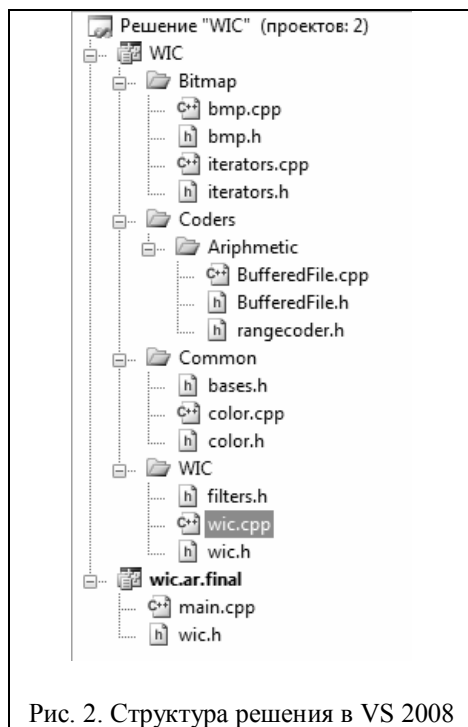 Решение "WIC" (проектов: 2)
WIC
Bitmap
bmp.cpp
bmp.h
iterators.cpp
iterators.h
Coders
Ariphmetic
BufferedFile.cpp
BufferedFile.h
rangecoder.h
Common
bases.h
color.cpp
color.h
WIC
filters.h
wic.cpp
wic.h
wic.ar.final
main.cpp
wic.h
Рис. 2. Структура решения в VS 2008